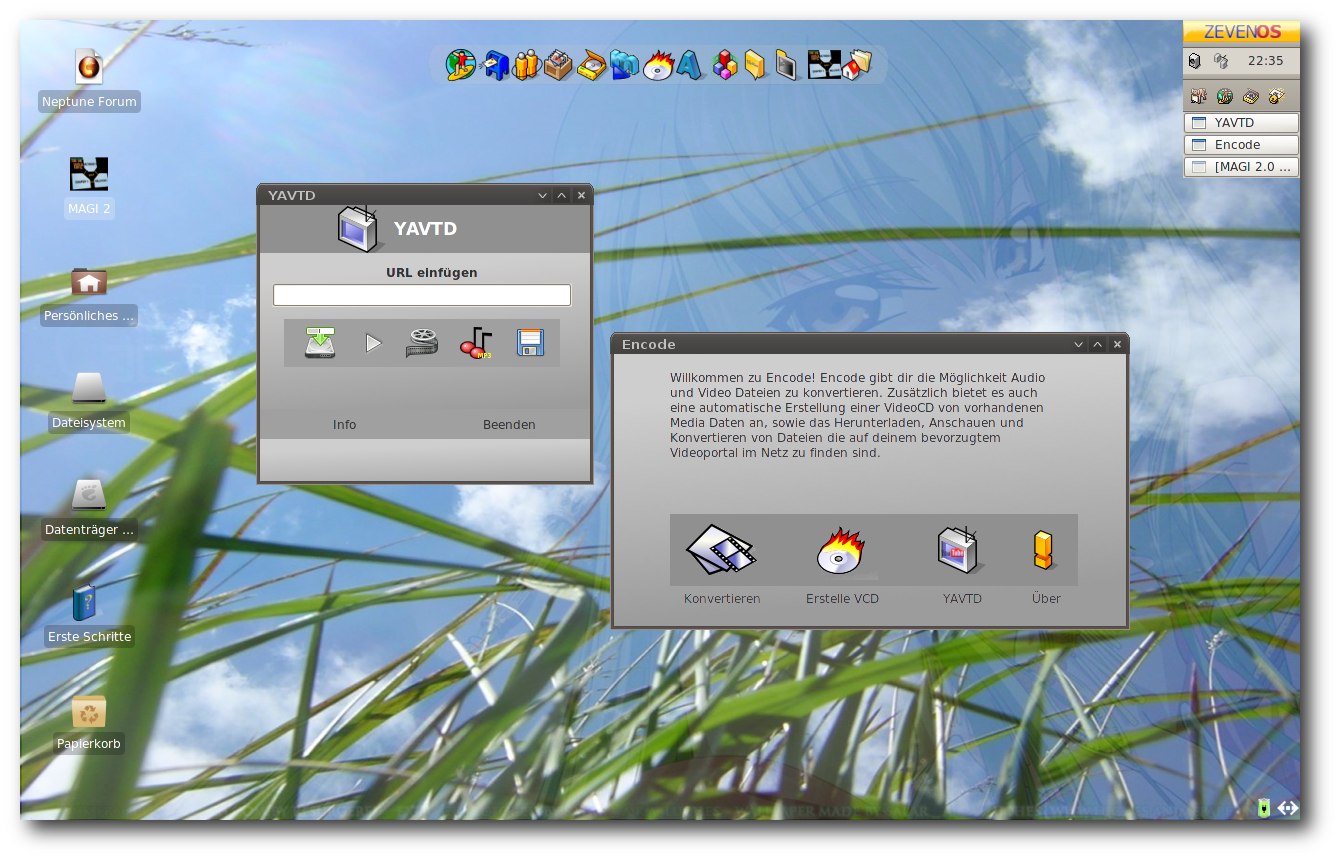 ZEVENOS
22:35
YAVTD
Encode
[MAGI 2.0 ...
Neptune Forum
MAGI 2
Persönliches ...
Dateisystem
Datenträger ...
Erste Schritte
Papierkorb
YAVTD
YAVTD
URL einfügen
MP3
Info
Beenden
Encode
Willkommen zu Encode! Encode gibt dir die Möglichkeit Audio
und Video Dateien zu konvertieren. Zusätzlich bietet es auch
eine automatische Erstellung einer VideoCD von vorhandenen
Media Daten an, sowie das Herunterladen, Anschauen und
Konvertieren von Dateien die auf deinem bevorzugtem
Videoportal im Netz zu finden sind.
Tube
Konvertieren
Erstelle VCD
YAVTD
Über